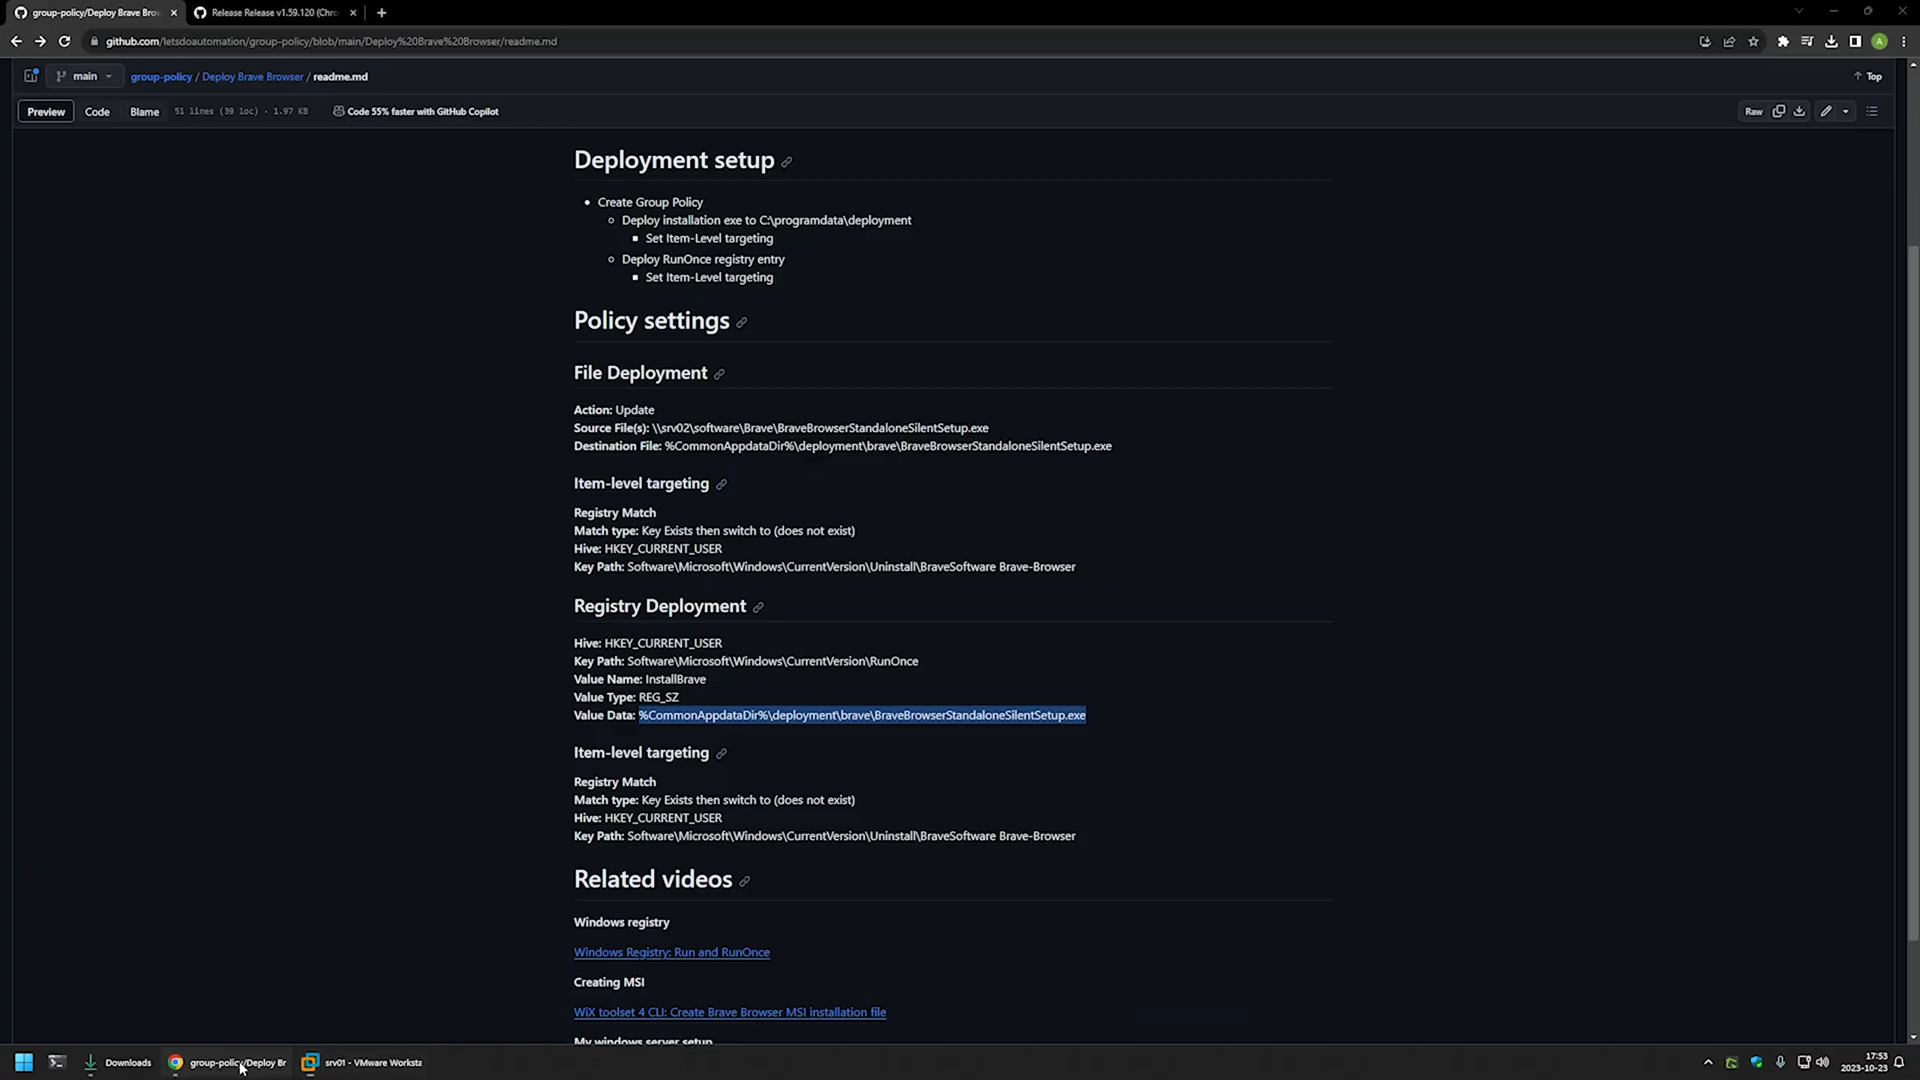 group-policy/Deploy Brave Bro
Release Release v1.59.120 (Chro
github.com/letsdoautomation/group-policy/blob/main/Deploy%20Brave%20Browser/readme.md
A
main
group-policy / Deploy Brave Browser / readme.md
Top
Preview
Code
Blame
51 lines (39 loc) · 1.97 KB
Code 55% faster with GitHub Copilot
Raw
Deployment setup
Create Group Policy
Deploy installation exe to C:\programdata\deployment
Set Item-Level targeting
Deploy RunOnce registry entry
Set Item-Level targeting
Policy settings
File Deployment
Action: Update
Source File(s): \\srv02\software\Brave\BraveBrowserStandaloneSilentSetup.exe
Destination File: %CommonAppdataDir%\deployment\brave\BraveBrowserStandaloneSilentSetup.exe
Item-level targeting
Registry Match
Match type: Key Exists then switch to (does not exist)
Hive: HKEY_CURRENT_USER
Key Path: Software\Microsoft\Windows\CurrentVersion\Uninstall\BraveSoftware Brave-Browser
Registry Deployment
Hive: HKEY_CURRENT_USER
Key Path: Software\Microsoft\Windows\CurrentVersion\RunOnce
Value Name: InstallBrave
Value Type: REG_SZ
Value Data: %CommonAppdataDir%\deployment\brave\BraveBrowserStandaloneSilentSetup.exe
Item-level targeting
Registry Match
Match type: Key Exists then switch to (does not exist)
Hive: HKEY_CURRENT_USER
Key Path: Software\Microsoft\Windows\CurrentVersion\Uninstall\BraveSoftware Brave-Browser
Related videos
Windows registry
Windows Registry: Run and RunOnce
Creating MSI
WiX toolset 4 CLI: Create Brave Browser MSI installation file
My windows server setup
Downloads
group-policy/Deploy Br
srv01 - VMware Worksta
17:53
2023-10-23